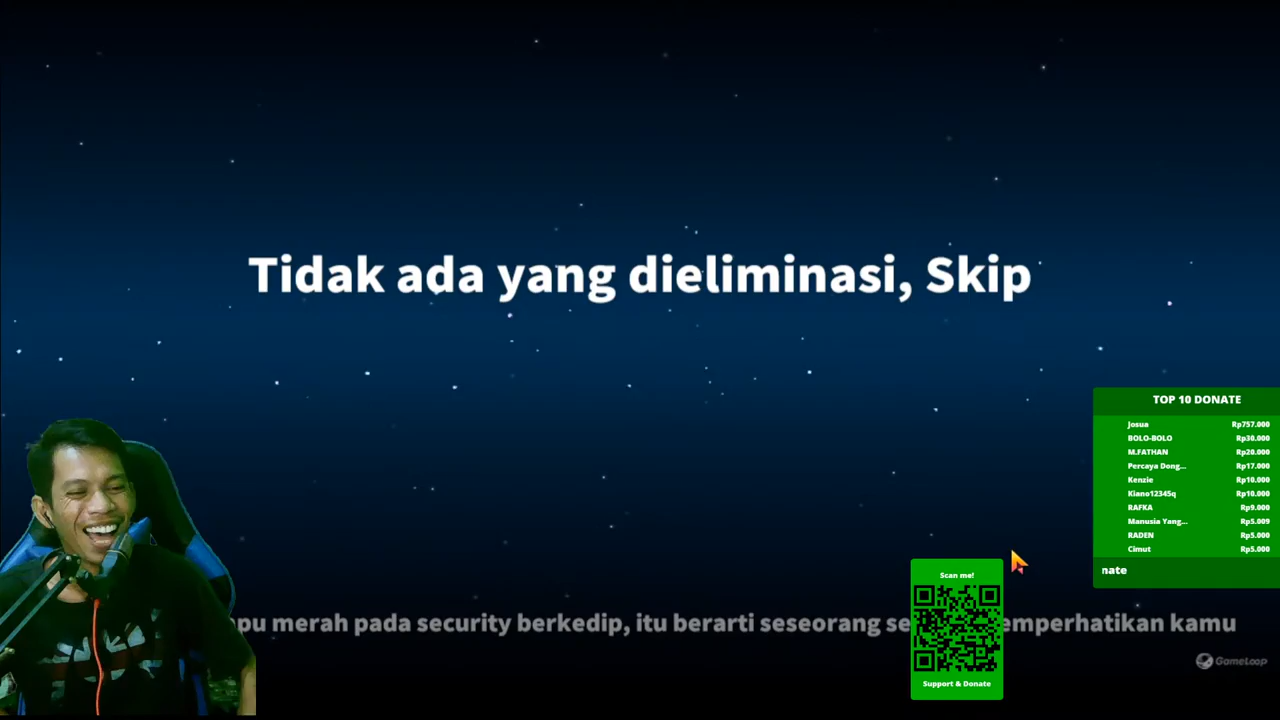 Tidak ada yang dieliminasi, Skip
TOP 10 DONATE
Josua Rp757.000
BOLO-BOLO Rp30.000
M.FATHAN Rp20.000
Percaya Dong... Rp17.000
Kenzie Rp10.000
Kiano12345q Rp10.000
RAFKA Rp9.000
Manusia Yang... Rp5.009
RADEN Rp5.000
Cimut Rp5.000
nate
Scan me!
merah pada security berkedip, itu berarti seseorang se emperhatikan kamu
Support & Donate
GameLoop